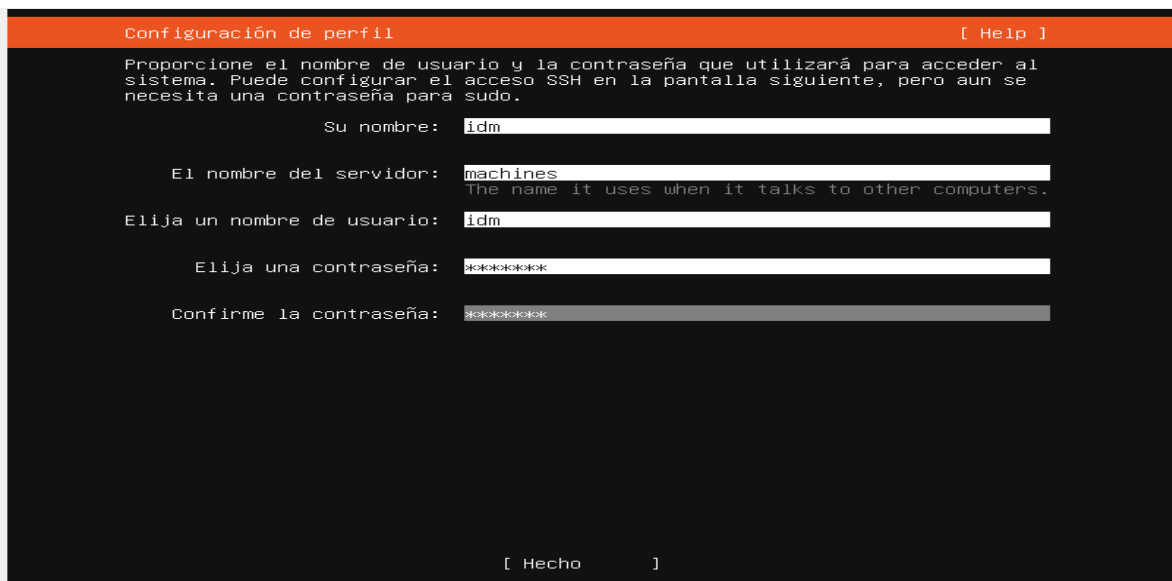 Configuración de perfil [ Help ]
Proporcione el nombre de usuario y la contraseña que utilizará para acceder al
sistema. Puede configurar el acceso SSH en la pantalla siguiente, pero aun se
necesita una contraseña para sudo.
Su nombre: idm
El nombre del servidor: machines
The name it uses when it talks to other computers.
Elija un nombre de usuario: idm
Elija una contraseña: *******
Confirme la contraseña: *******
[ Hecho ]